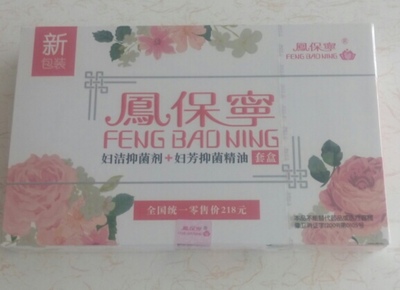 新
包装
鳳保寧®
FENG BAO NING
鳳保寧
FENG BAO NING
妇洁抑菌剂+妇芳抑菌精油 套盒
全国统一零售价218元